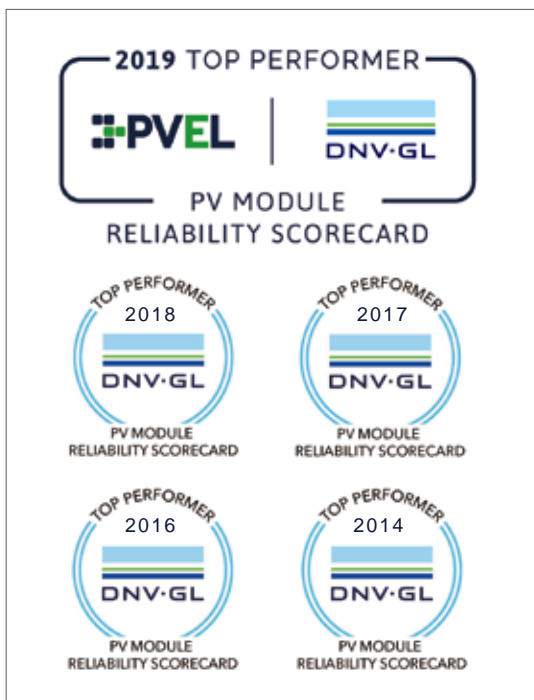 2019 TOP PERFORMER
PVEL
DNV·GL
PV MODULE
RELIABILITY SCORECARD
TOP PERFORMER
2018
DNV·GL
PV MODULE
RELIABILITY SCORECARD
TOP PERFORMER
2017
DNV·GL
PV MODULE
RELIABILITY SCORECARD
TOP PERFORMER
2016
DNV·GL
PV MODULE
RELIABILITY SCORECARD
TOP PERFORMER
2014
DNV·GL
PV MODULE
RELIABILITY SCORECARD